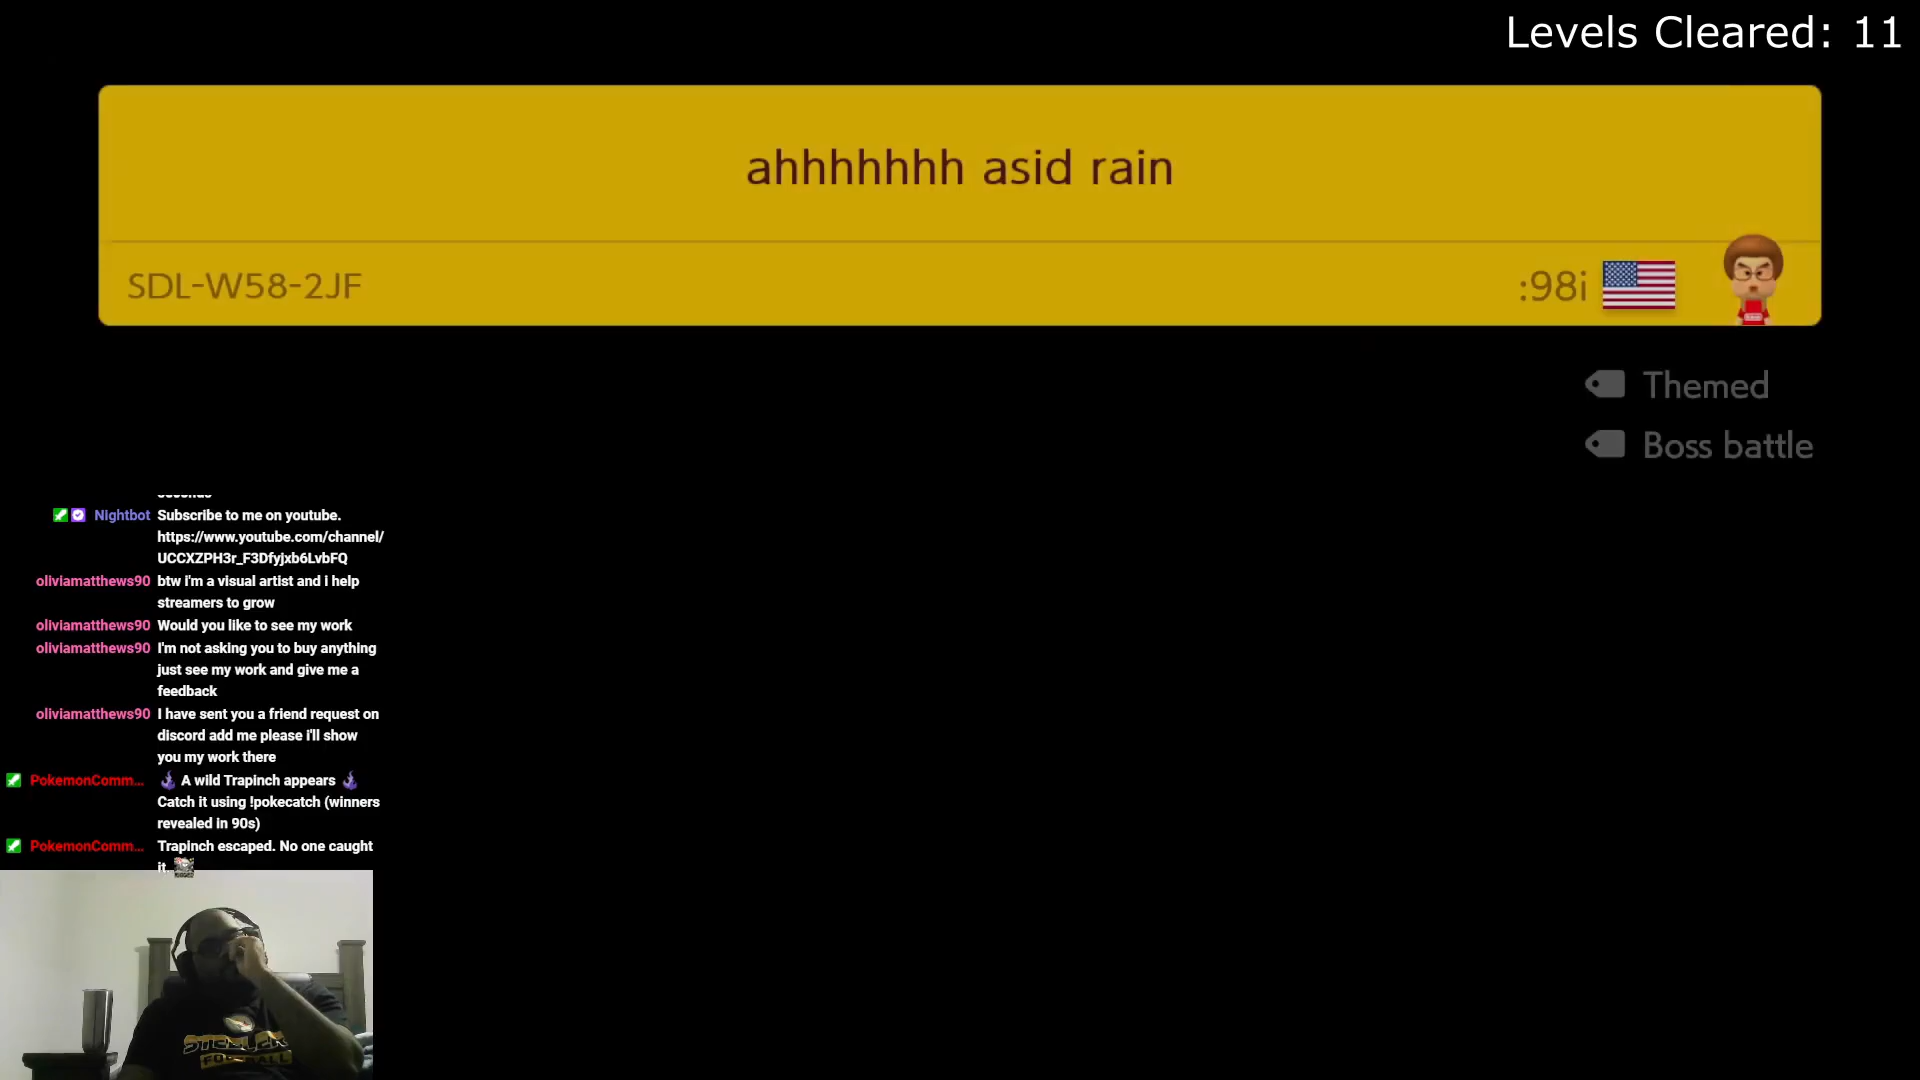 Levels Cleared: 11
ahhhhhhh asid rain
SDL-W58-2JF
:98i
Themed
Boss battle
Nightbot Subscribe to me on youtube.
https://www.youtube.com/channel/
UCCXZPH3r_F3Dfyjxb6LvbFQ
oliviamatthews90 btw i'm a visual artist and i help
streamers to grow
oliviamatthews90 Would you like to see my work
oliviamatthews90 I'm not asking you to buy anything
just see my work and give me a
feedback
oliviamatthews90 I have sent you a friend request on
discord add me please i'll show
you my work there
PokemonComm... A wild Trapinch appears
Catch it using !pokecatch (winners
revealed in 90s)
PokemonComm... Trapinch escaped. No one caught
it.
STEELER
FOOTBALL